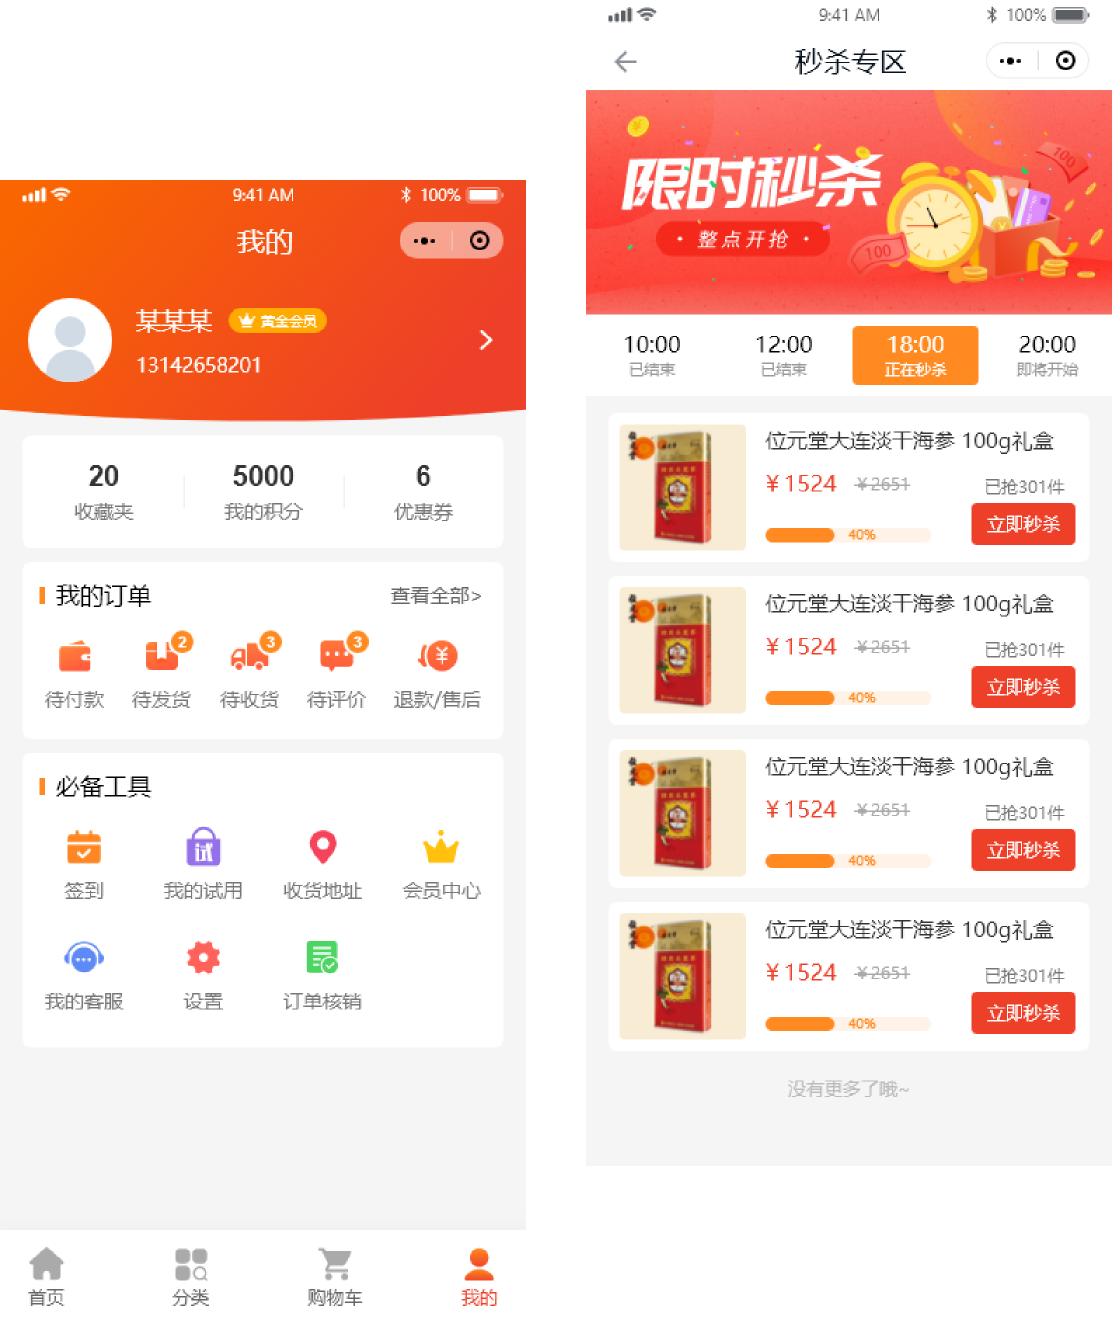 9:41 AM
100%
我的
某某某
黄金会员
13142658201
20
5000
6
收藏夹
我的积分
优惠券
我的订单
查看全部>
2
3
3
待付款
待发货
待收货
待评价
退款/售后
必备工具
试
签到
我的试用
收货地址
会员中心
我的客服
设置
订单核销
首页
分类
购物车
我的
9:41 AM
100%
秒杀专区
限时秒杀
· 整点开抢 ·
100
100
10:00
12:00
18:00
20:00
已结束
已结束
正在秒杀
即将开始
位元堂大连淡干海参 100g礼盒
¥1524
¥2651
已抢301件
40%
立即秒杀
位元堂大连淡干海参 100g礼盒
¥1524
¥2651
已抢301件
40%
立即秒杀
位元堂大连淡干海参 100g礼盒
¥1524
¥2651
已抢301件
40%
立即秒杀
位元堂大连淡干海参 100g礼盒
¥1524
¥2651
已抢301件
40%
立即秒杀
没有更多了哦~